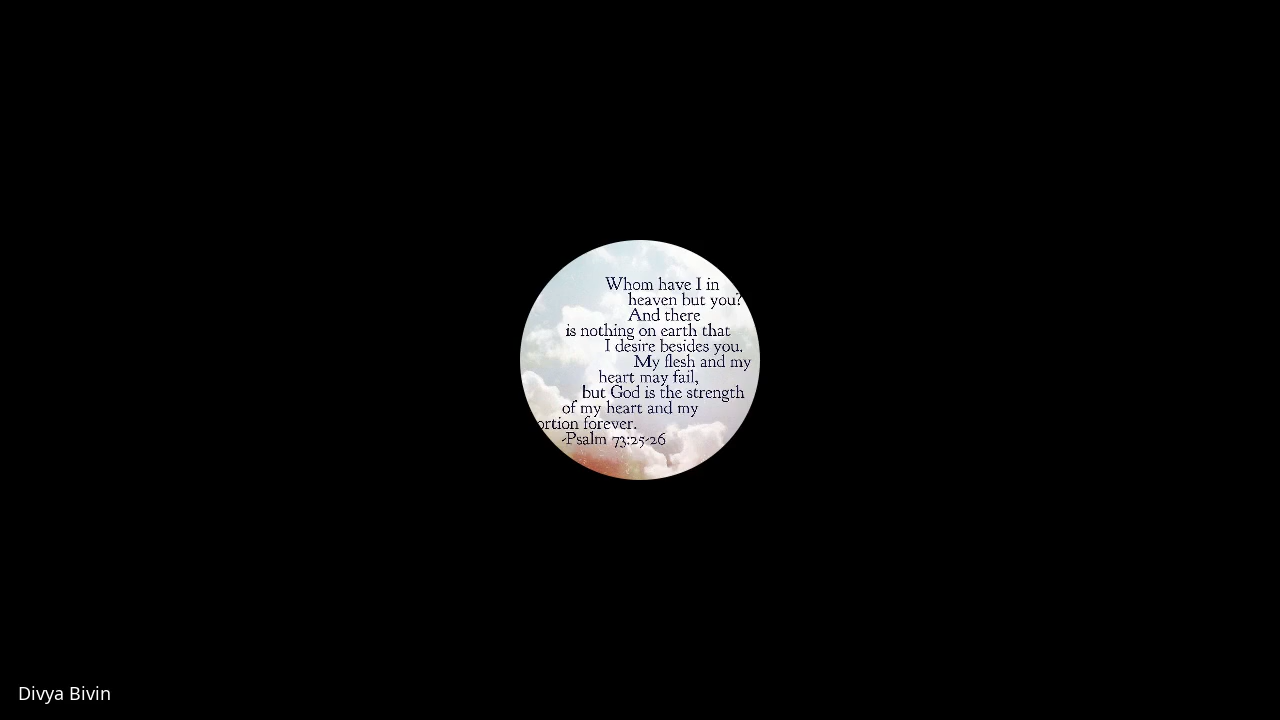 Whom have I in
heaven but you?
And there
is nothing on earth that
I desire besides you.
My flesh and my
heart may fail,
but God is the strength
of my heart and my
ortion forever.
-Psalm 73:25-26
Divya Bivin